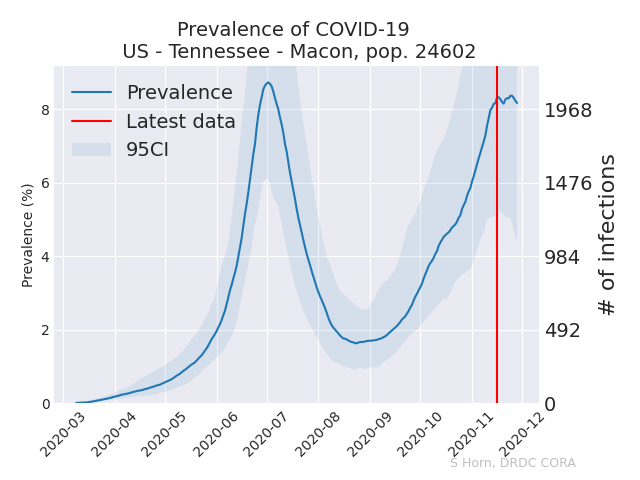 Prevalence of COVID-19
US - Tennessee - Macon, pop. 24602
Prevalence
Latest data
95CI
Prevalence (%)
8
6
4
2
0
1968
1476
984
492
0
# of infections
2020-03
2020-04
2020-05
2020-06
2020-07
2020-08
2020-09
2020-10
2020-11
2020-12
S Horn, DRDC CORA